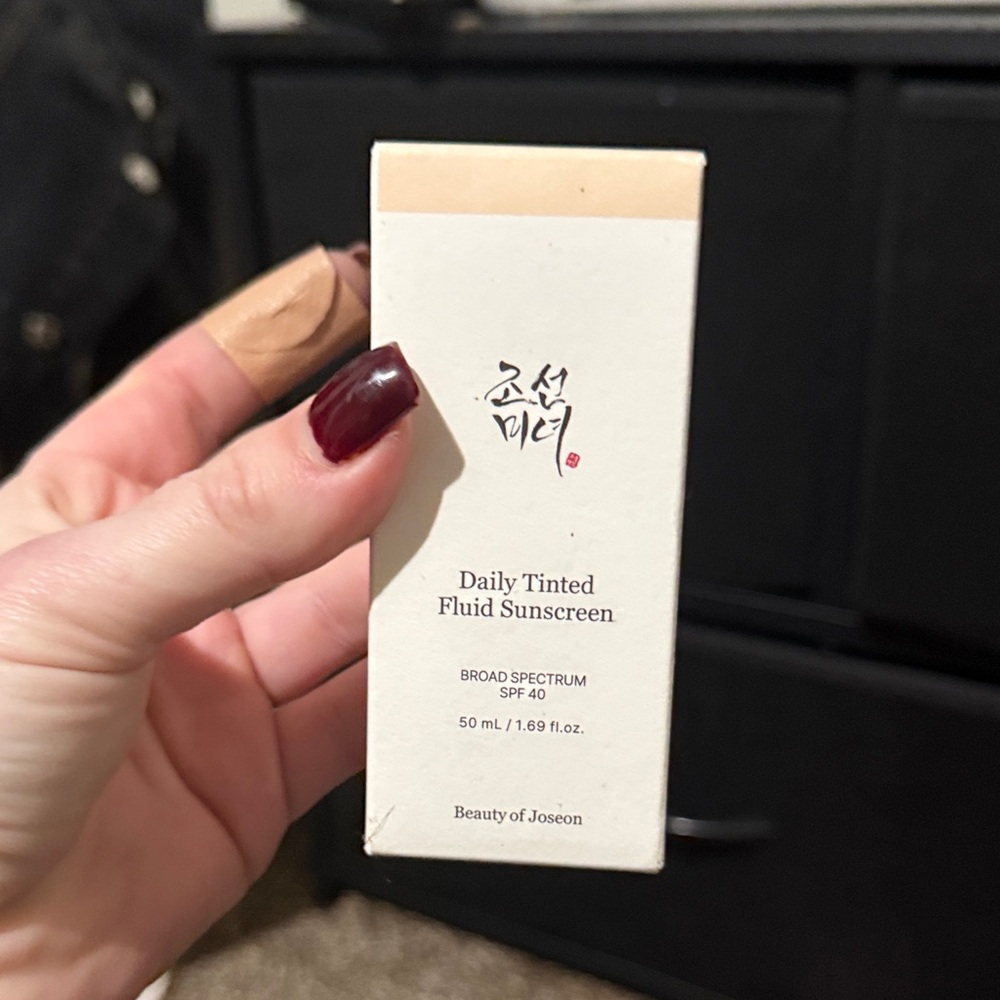 조선
미녀
Daily Tinted
Fluid Sunscreen
BROAD SPECTRUM
SPF 40
50 mL / 1.69 fl.oz.
Beauty of Joseon